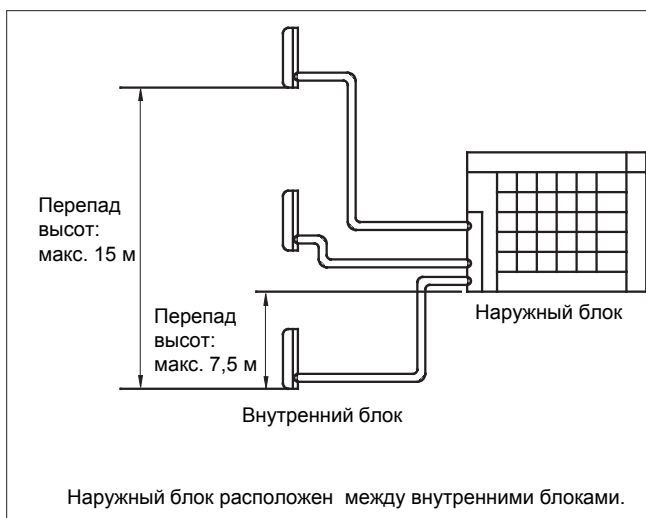 Перепад
высот:
макс. 15 м
Перепад
высот:
макс. 7,5 м
Наружный блок
Внутренний блок
Наружный блок расположен между внутренними блоками.